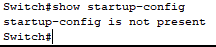 Switch#show startup-config
startup-config is not present
Switch#